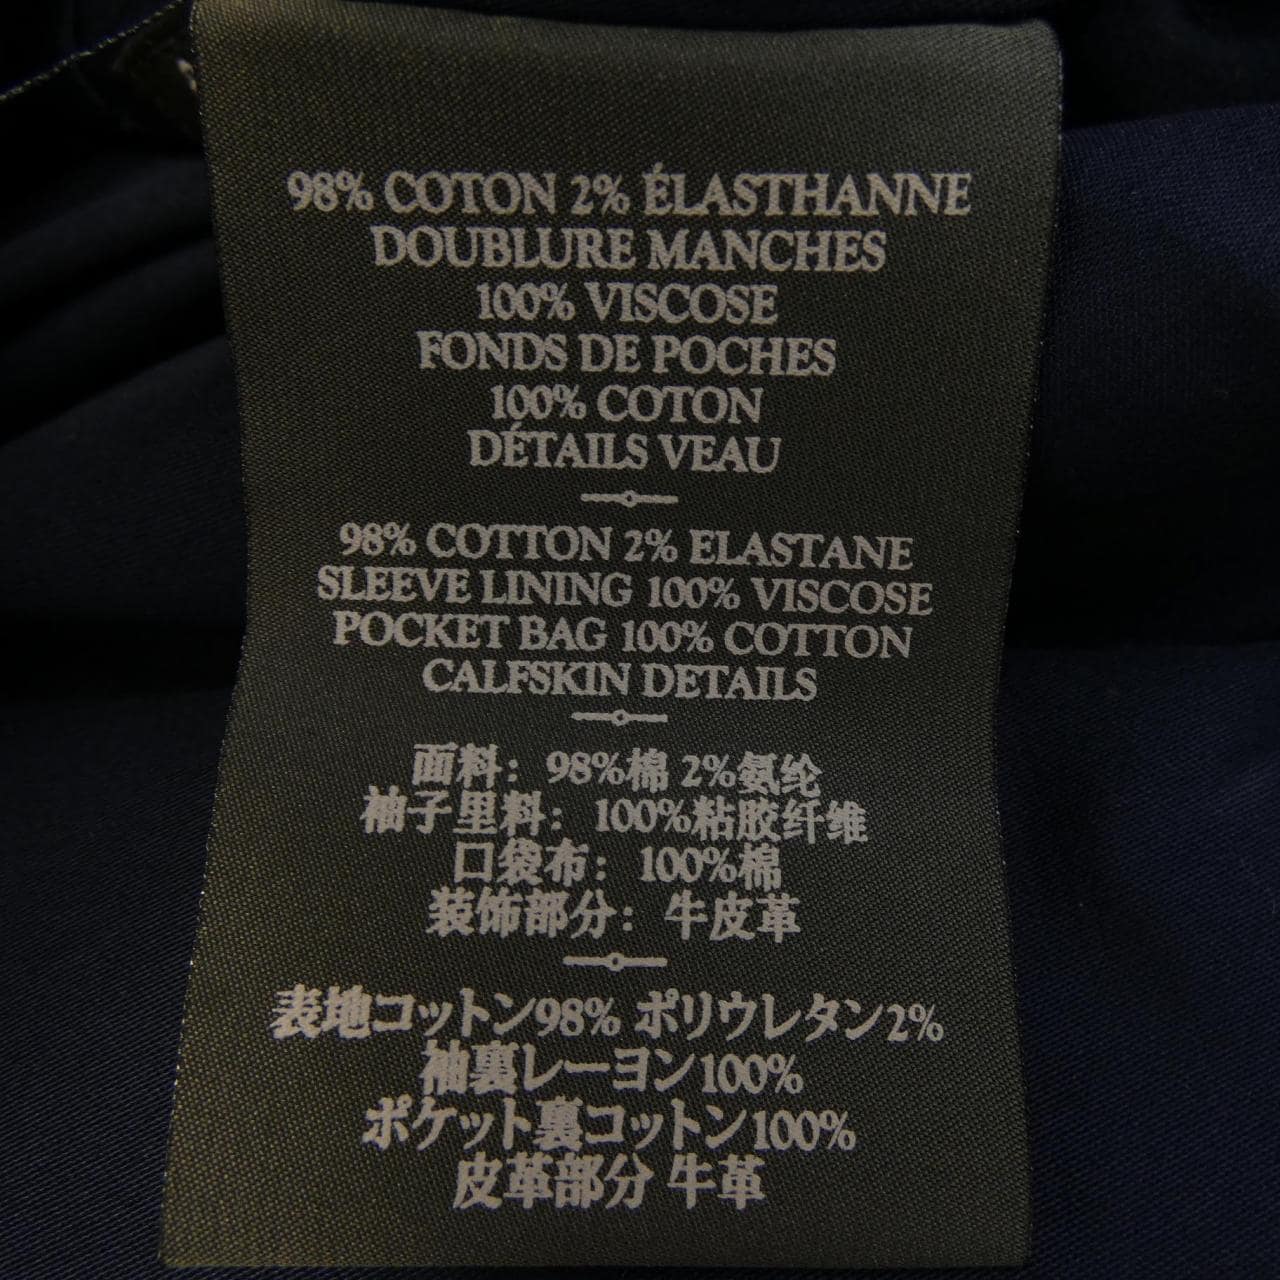 98% COTON 2% ÉLASTHANNE
DOUBLURE MANCHES
100% VISCOSE
FONDS DE POCHES
100% COTON
DÉTAILS VEAU
98% COTTON 2% ELASTANE
SLEEVE LINING 100% VISCOSE
POCKET BAG 100% COTTON
CALFSKIN DETAILS
面料：98%棉 2%氨纶
袖子里料：100%粘胶纤维
口袋布：100%棉
装饰部分：牛皮革
表地コットン98% ポリウレタン2%
袖裏レーヨン100%
ポケット裏コットン100%
皮革部分 牛革